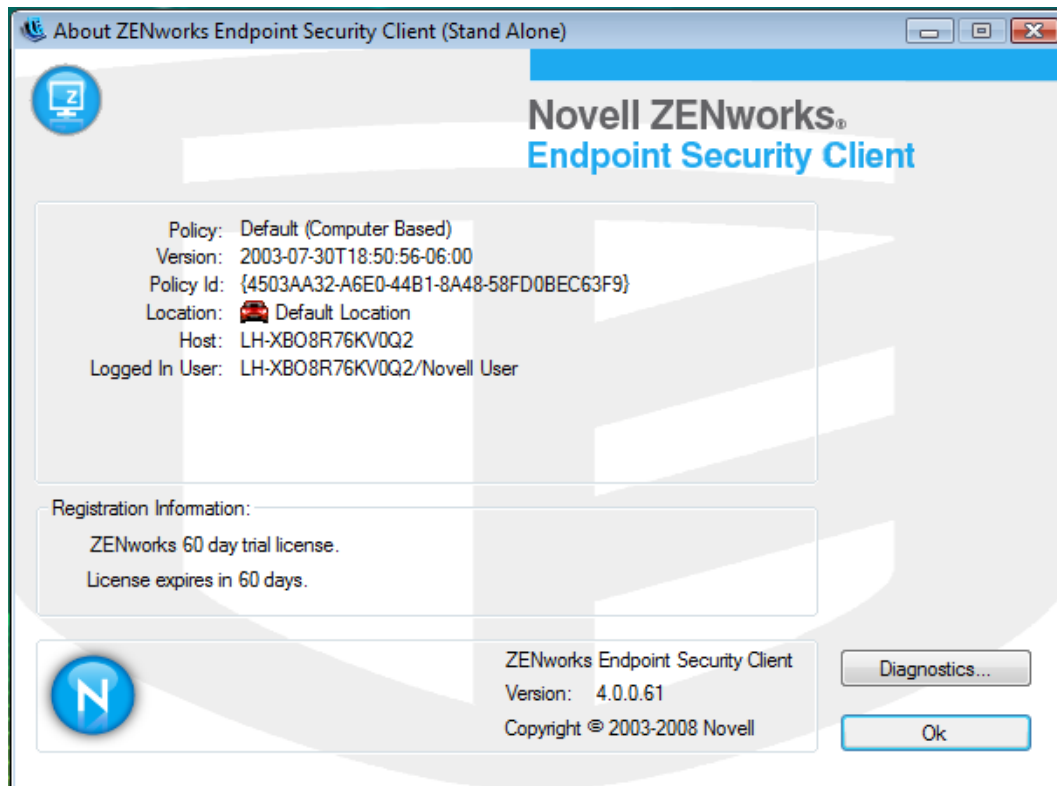 About ZENworks Endpoint Security Client (Stand Alone)
Z
Novell ZENworks®
Endpoint Security Client
Policy: Default (Computer Based)
Version: 2003-07-30T18:50:56-06:00
Policy Id: {4503AA32-A6E0-44B1-8A48-58FD0BEC63F9}
Location: Default Location
Host: LH-XBO8R76KV0Q2
Logged In User: LH-XBO8R76KV0Q2/Novell User
Registration Information:
ZENworks 60 day trial license.
License expires in 60 days.
N
ZENworks Endpoint Security Client
Version: 4.0.0.61
Copyright © 2003-2008 Novell
Diagnostics...
Ok